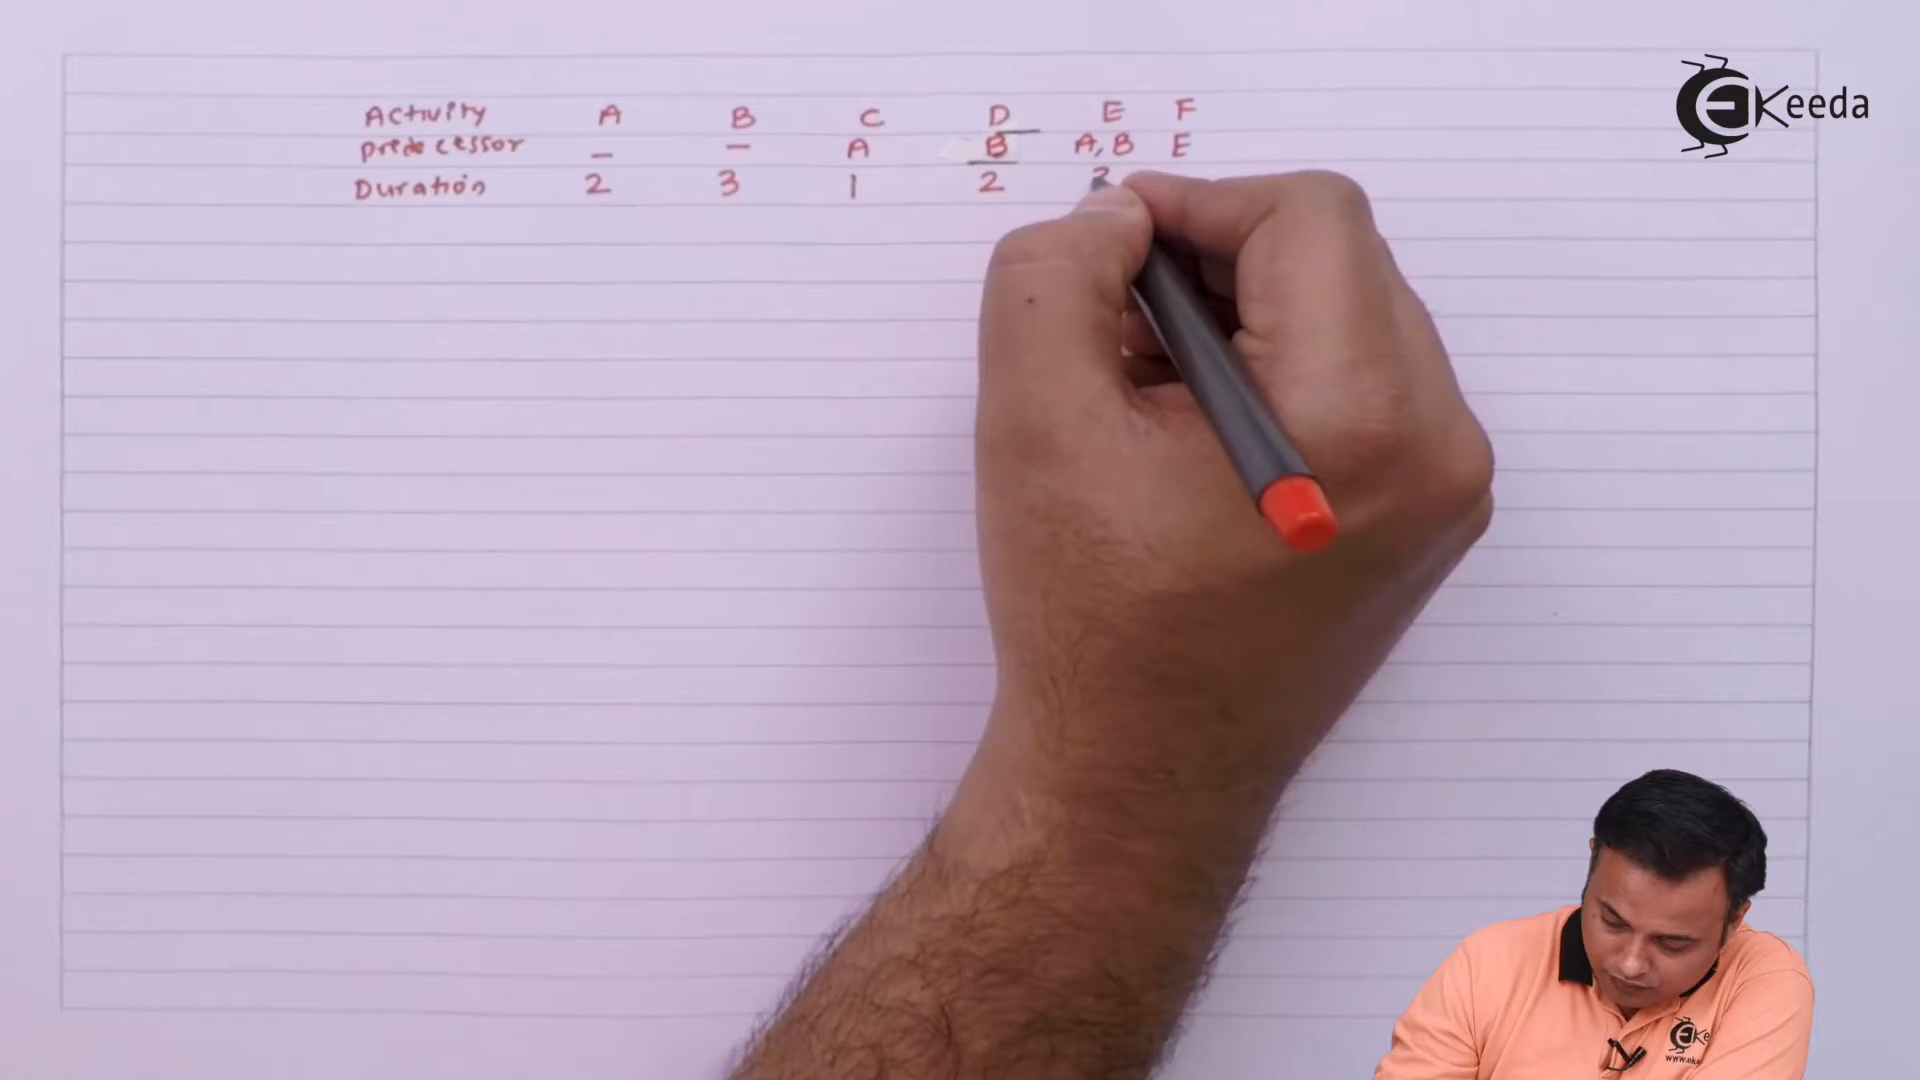 EKeeda
Activity A B C D E F
predecessor - - A B A, B E
Duration 2 3 1 2